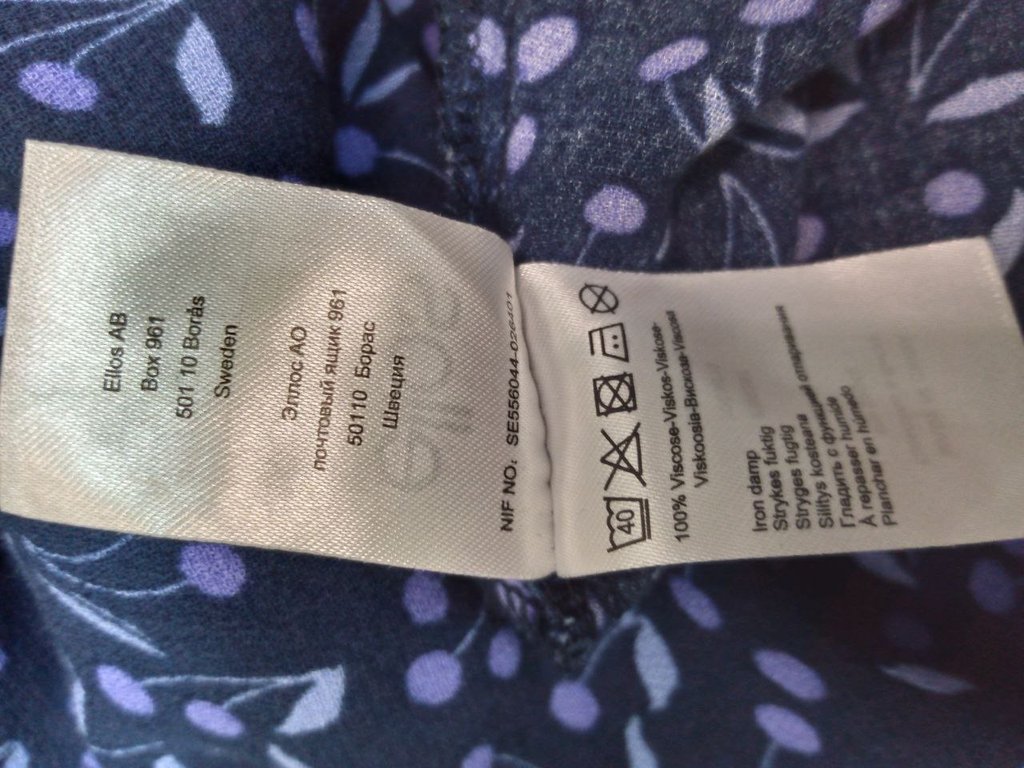 Ellos AB
Box 961
501 10 Borås
Sweden
Эллос АО
почтовый ящик 961
50110 Борас
Швеция
NIF NO.: SE556044-026401
40
100% Viscose-Viskos-Viskose-
Viskoosia-Вискоза-Viscosa
Iron damp
Strykes fuktig
Stryges fugtig
Silitys kosteana
Гладить с функцией отпаривания
À repasser humide
Planchar en húmedo